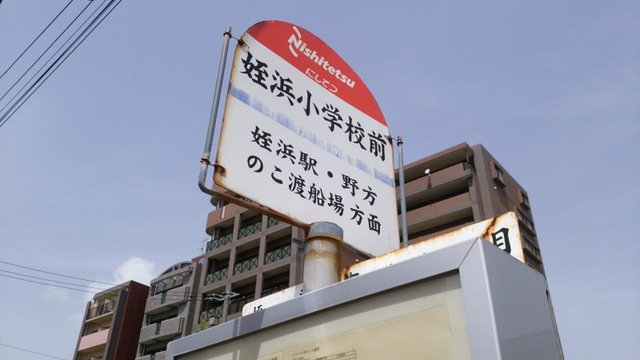 Nishitetsu
にしてつ
姪浜小学校前
姪浜駅・野方
のこ渡船場方面